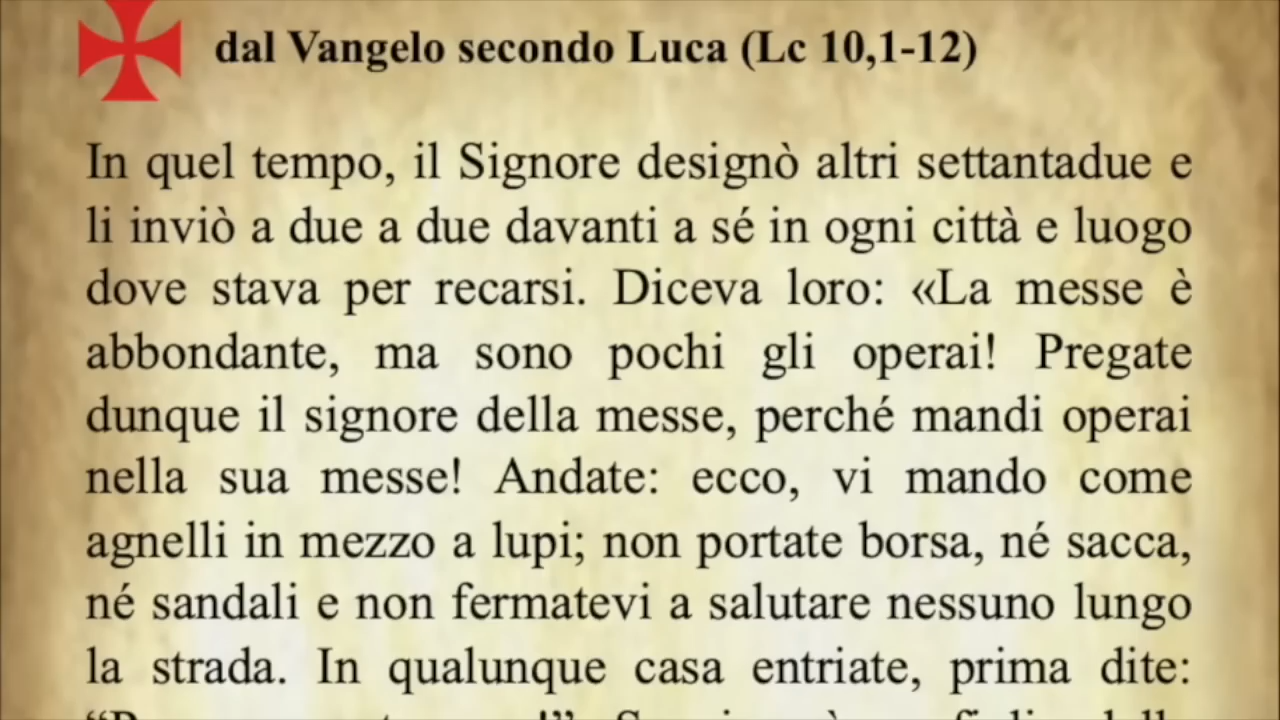 dal Vangelo secondo Luca (Lc 10,1-12)
In quel tempo, il Signore designò altri settantadue e
li inviò a due a due davanti a sé in ogni città e luogo
dove stava per recarsi. Diceva loro: «La messe è
abbondante, ma sono pochi gli operai! Pregate
dunque il signore della messe, perché mandi operai
nella sua messe! Andate: ecco, vi mando come
agnelli in mezzo a lupi; non portate borsa, né sacca,
né sandali e non fermatevi a salutare nessuno lungo
la strada. In qualunque casa entriate, prima dite: